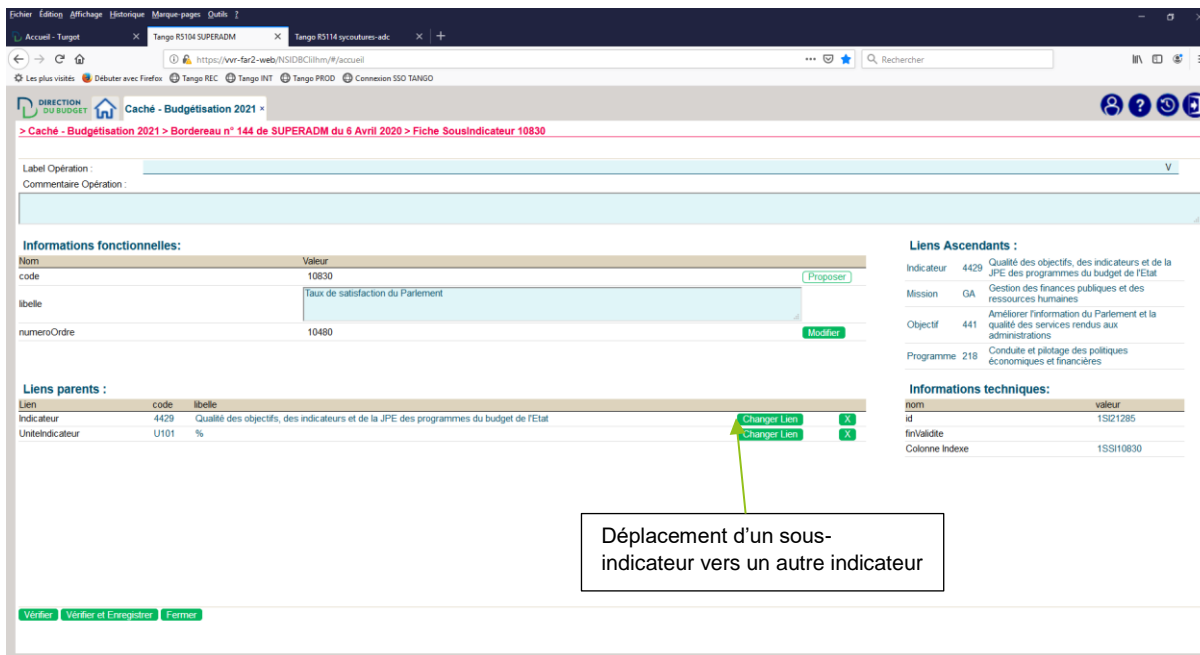 Fichier Édition Affichage Historique Marque-pages Outils ?
Accueil - Turgot × Tango R5104 SUPERADM × Tango R5114 sycoutures-adc × +
https://vvr-far2-web/NSIDBCIiIhm/#/accueil Rechercher
Les plus visités Débuter avec Firefox Tango REC Tango INT Tango PROD Connexion SSO TANGO
DIRECTION DU BUDGET Caché - Budgétisation 2021 ×
> Caché - Budgétisation 2021 > Bordereau n° 144 de SUPERADM du 6 Avril 2020 > Fiche SousIndicateur 10830
Label Opération : V
Commentaire Opération :
Informations fonctionnelles:
Nom Valeur
code 10830 Proposer
libelle Taux de satisfaction du Parlement
numeroOrdre 10480 Modifier
Liens Ascendants :
Indicateur 4429 Qualité des objectifs, des indicateurs et de la
JPE des programmes du budget de l'Etat
Mission GA Gestion des finances publiques et des
ressources humaines
Objectif 441 Améliorer l'information du Parlement et la
qualité des services rendus aux
administrations
Programme 218 Conduite et pilotage des politiques
économiques et financières
Liens parents :
Lien code libelle
Indicateur 4429 Qualité des objectifs, des indicateurs et de la JPE des programmes du budget de l'Etat Changer Lien X
UniteIndicateur U101 % Changer Lien X
Informations techniques:
nom valeur
id 1SI21285
finValidite
Colonne Indexe 1SSI10830
Déplacement d'un sous-
indicateur vers un autre indicateur
Vérifier Vérifier et Enregistrer Fermer